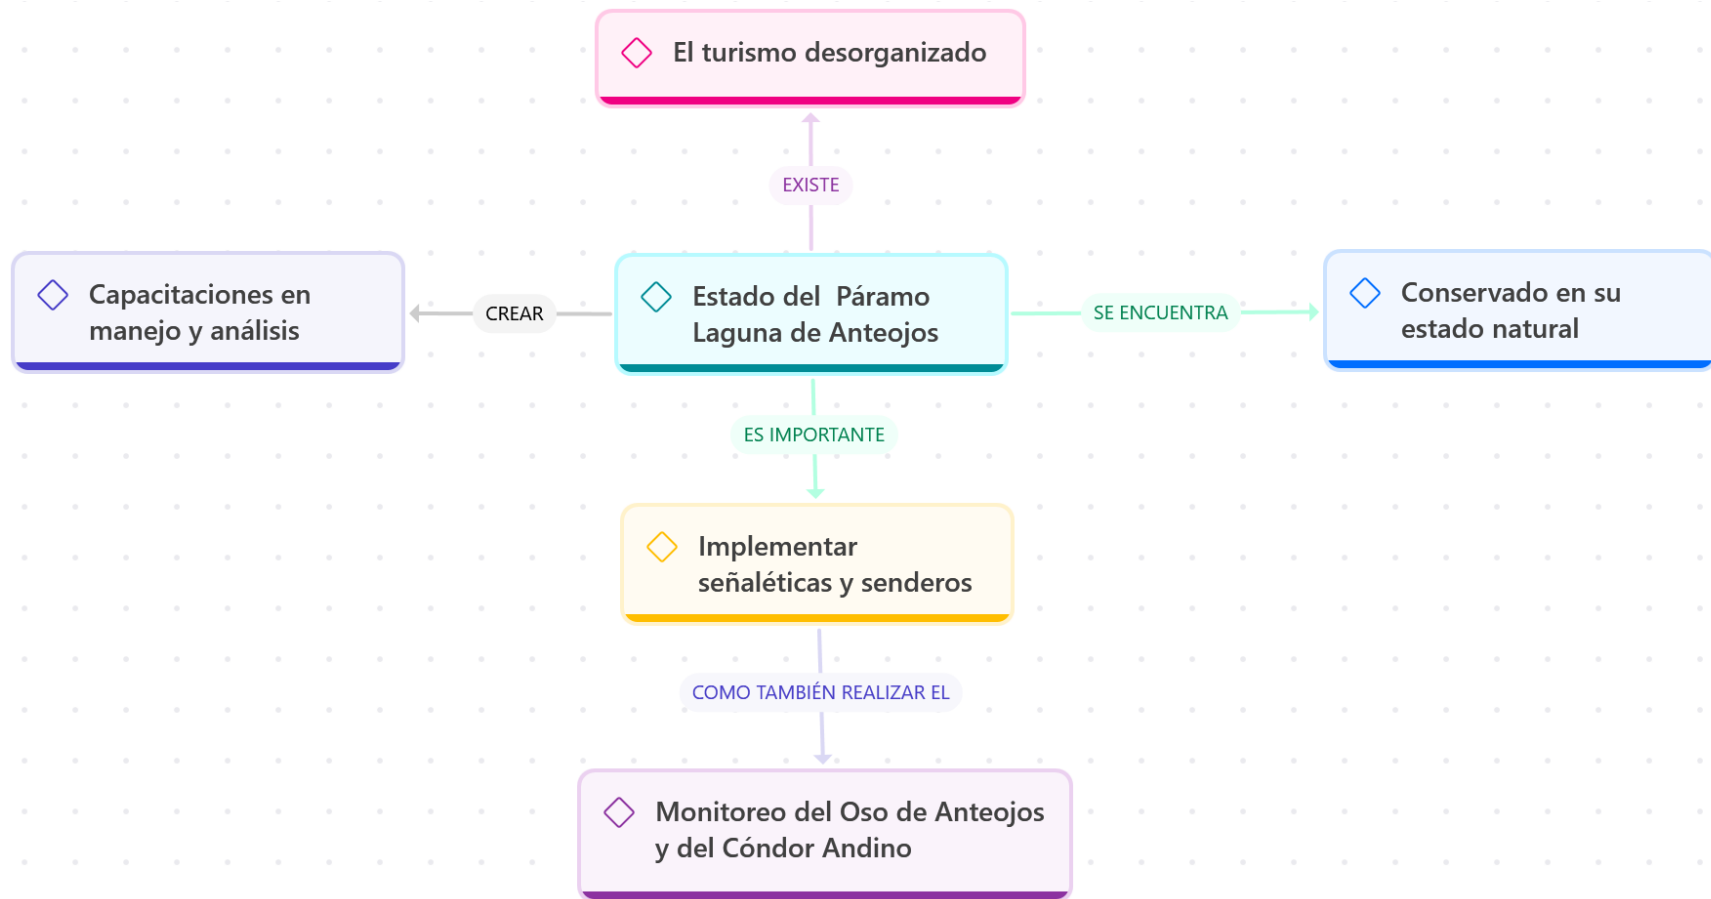 El turismo desorganizado
EXISTE
Capacitaciones en
manejo y análisis
CREAR
Estado del  Páramo
Laguna de Anteojos
SE ENCUENTRA
Conservado en su
estado natural
ES IMPORTANTE
Implementar
señaléticas y senderos
COMO TAMBIÉN REALIZAR EL
Monitoreo del Oso de Anteojos
y del Cóndor Andino